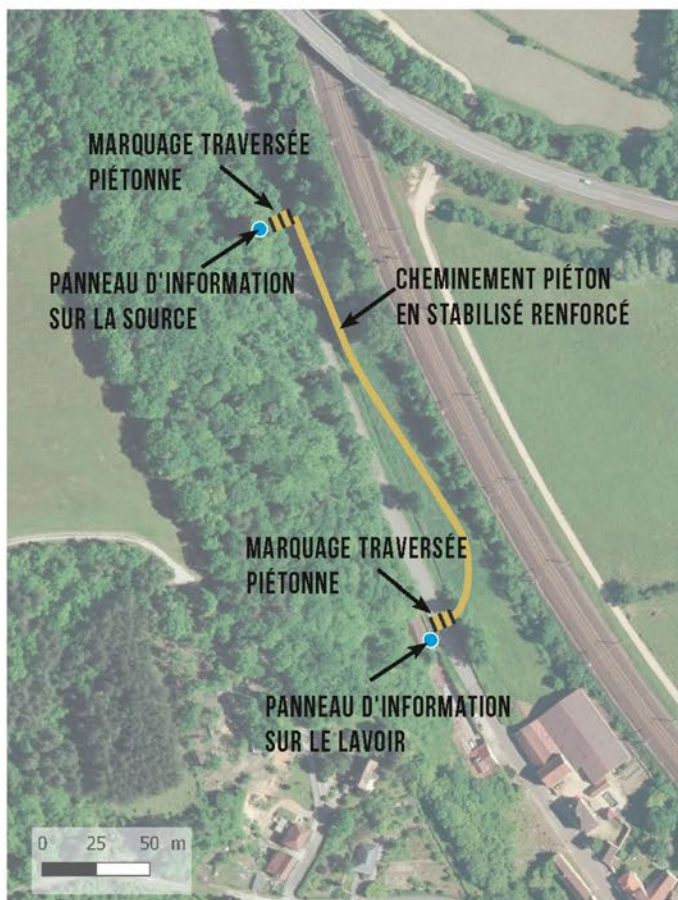 MARQUAGE TRAVERSÉE
PIÉTONNE
PANNEAU D'INFORMATION
SUR LA SOURCE
CHEMINEMENT PIÉTON
EN STABILISÉ RENFORCÉ
MARQUAGE TRAVERSÉE
PIÉTONNE
PANNEAU D'INFORMATION
SUR LE LAVOIR
0 25 50 m